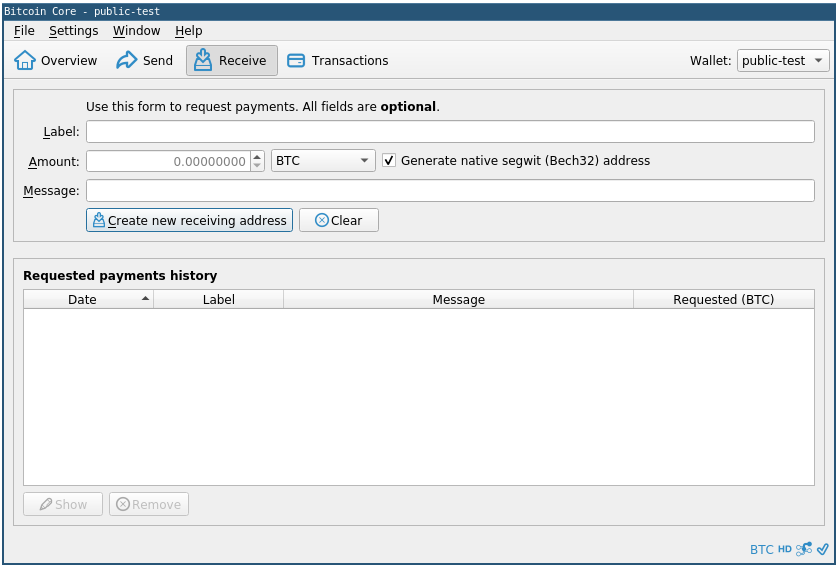 Bitcoin Core - public-test
File Settings Window Help
Overview Send Receive Transactions Wallet: public-test
Use this form to request payments. All fields are optional.
Label:
Amount: 0.00000000 BTC Generate native segwit (Bech32) address
Message:
Create new receiving address Clear
Requested payments history
Date Label Message Requested (BTC)
Show Remove
BTC HD